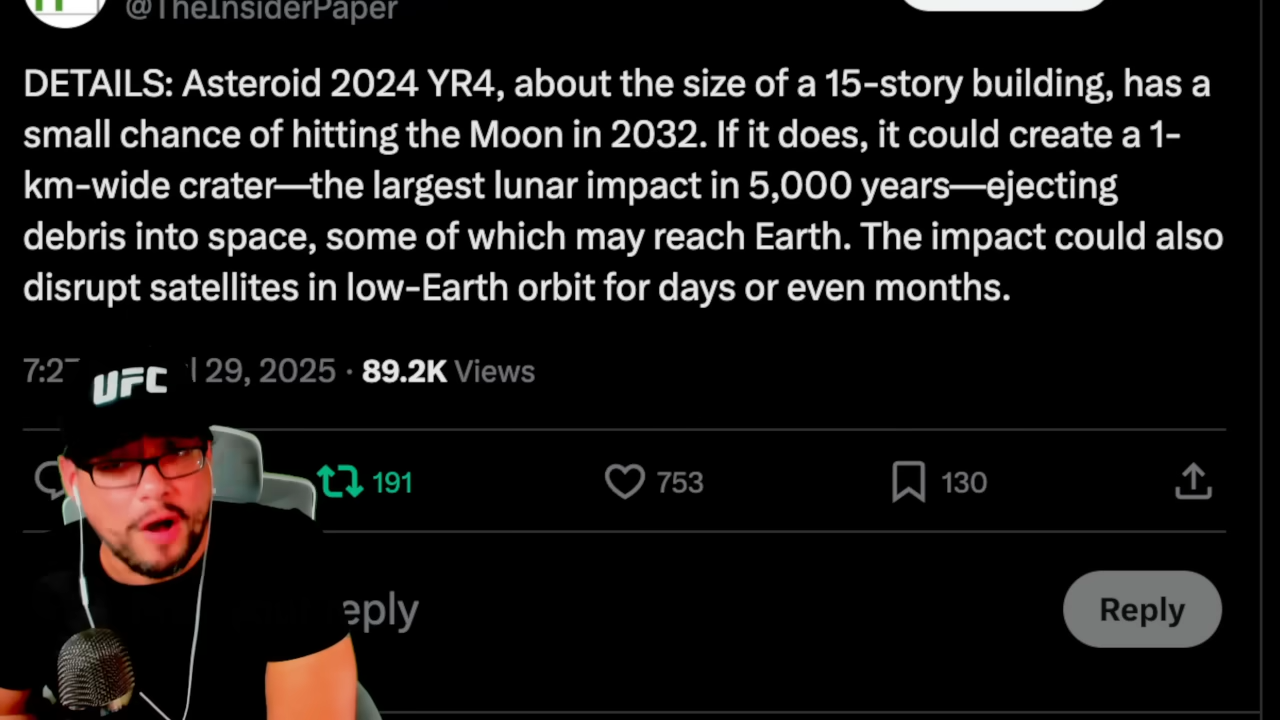 @TheInsiderPaper
DETAILS: Asteroid 2024 YR4, about the size of a 15-story building, has a
small chance of hitting the Moon in 2032. If it does, it could create a 1-
km-wide crater—the largest lunar impact in 5,000 years—ejecting
debris into space, some of which may reach Earth. The impact could also
disrupt satellites in low-Earth orbit for days or even months.
29, 2025 · 89.2K Views
UFC
191 753 130
Reply